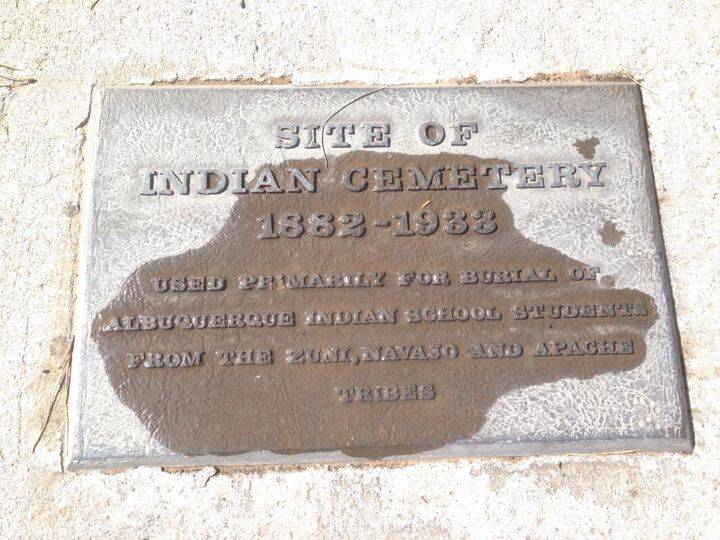 SITE OF
INDIAN CEMETERY
1882-1933
USED PRIMARILY FOR BURIAL OF
ALBUQUERQUE INDIAN SCHOOL STUDENTS
FROM THE ZUNI, NAVAJO AND APACHE
TRIBES